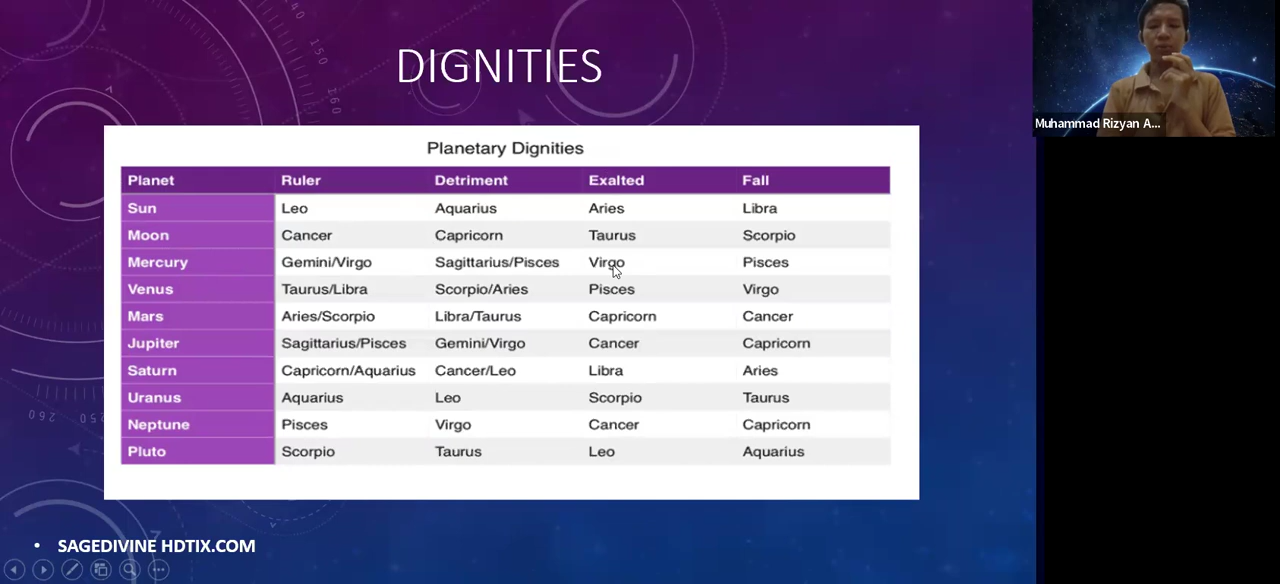 DIGNITIES
Muhammad Rizyan A...
Planetary Dignities
Planet Ruler Detriment Exalted Fall
Sun Leo Aquarius Aries Libra
Moon Cancer Capricorn Taurus Scorpio
Mercury Gemini/Virgo Sagittarius/Pisces Virgo Pisces
Venus Taurus/Libra Scorpio/Aries Pisces Virgo
Mars Aries/Scorpio Libra/Taurus Capricorn Cancer
Jupiter Sagittarius/Pisces Gemini/Virgo Cancer Capricorn
Saturn Capricorn/Aquarius Cancer/Leo Libra Aries
Uranus Aquarius Leo Scorpio Taurus
Neptune Pisces Virgo Cancer Capricorn
Pluto Scorpio Taurus Leo Aquarius
• SAGEDIVINE HDTIX.COM
150
160
260